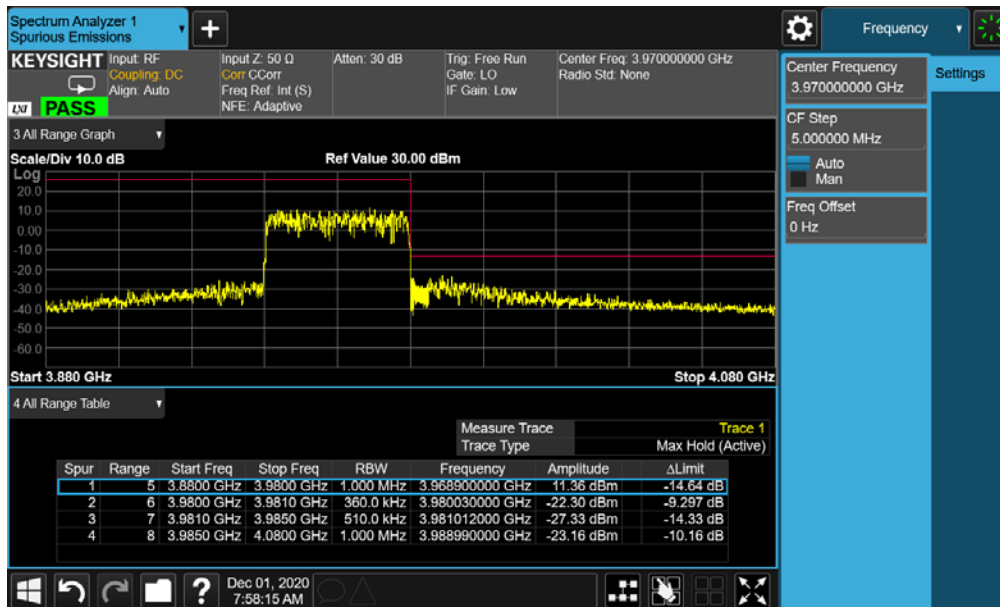 Spectrum Analyzer 1
Spurious Emissions
+
Frequency
KEYSIGHT
Input: RF
Coupling: DC
Align: Auto
Input Z: 50 Ω
Corr CCorr
Freq Ref: Int (S)
NFE: Adaptive
Atten: 30 dB
Trig: Free Run
Gate: LO
IF Gain: Low
Center Freq: 3.970000000 GHz
Radio Std: None
LXI PASS
Center Frequency
3.970000000 GHz
Settings
CF Step
5.000000 MHz
Auto
Man
Freq Offset
0 Hz
3 All Range Graph
Scale/Div 10.0 dB Ref Value 30.00 dBm
Log
20.0
10.0
0.00
-10.0
-20.0
-30.0
-40.0
-50.0
-60.0
Start 3.880 GHz Stop 4.080 GHz
4 All Range Table
Measure Trace Trace 1
Trace Type Max Hold (Active)
Spur Range Start Freq Stop Freq RBW Frequency Amplitude ΔLimit
1 5 3.8800 GHz 3.9800 GHz 1.000 MHz 3.968900000 GHz 11.36 dBm -14.64 dB
2 6 3.9800 GHz 3.9810 GHz 360.0 kHz 3.980030000 GHz -22.30 dBm -9.297 dB
3 7 3.9810 GHz 3.9850 GHz 510.0 kHz 3.981012000 GHz -27.33 dBm -14.33 dB
4 8 3.9850 GHz 4.0800 GHz 1.000 MHz 3.988990000 GHz -23.16 dBm -10.16 dB
?
Dec 01, 2020
7:58:15 AM